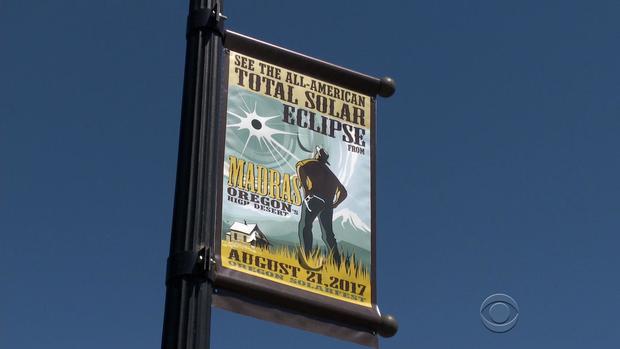 SEE THE ALL-AMERICAN
TOTAL SOLAR
ECLIPSE
FROM
MADRAS
OREGON'S
HIGH DESERT
AUGUST 21, 2017
OREGON SOLARFEST